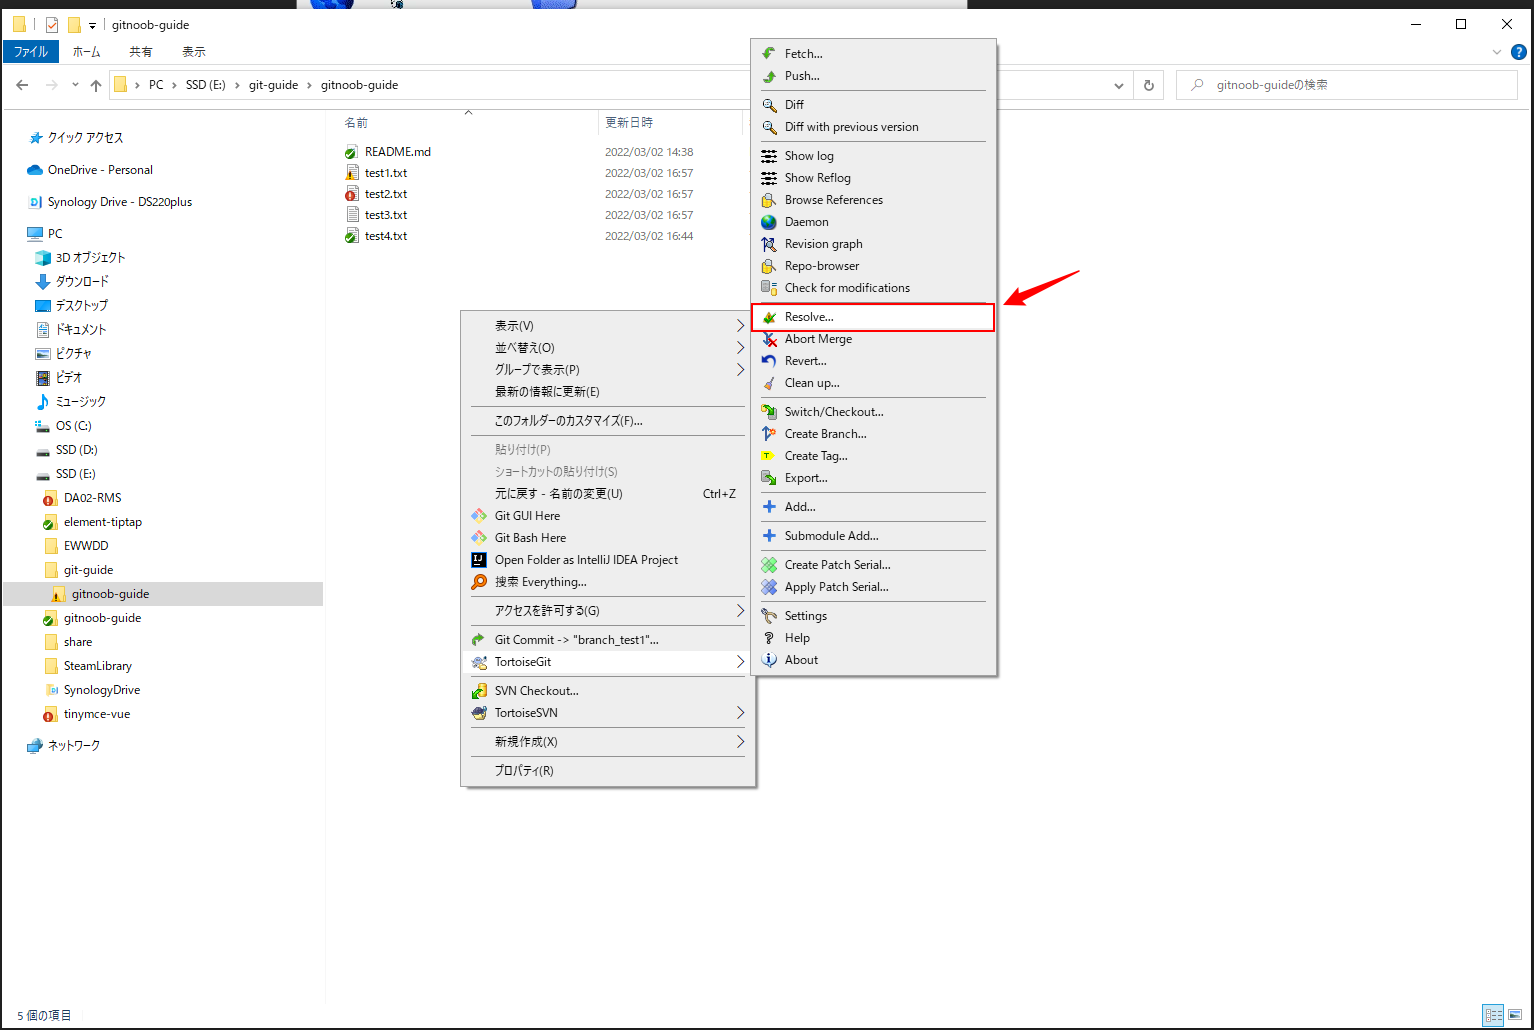 gitnoob-guide
ファイル
ホーム
共有
表示
PC
SSD (E:)
git-guide
gitnoob-guide
gitnoob-guideの検索
クイック アクセス
OneDrive - Personal
Synology Drive - DS220plus
PC
3D オブジェクト
ダウンロード
デスクトップ
ドキュメント
ピクチャ
ビデオ
ミュージック
OS (C:)
SSD (D:)
SSD (E:)
DA02-RMS
element-tiptap
EWWDD
git-guide
gitnoob-guide
gitnoob-guide
share
SteamLibrary
SynologyDrive
tinymce-vue
ネットワーク
名前 更新日時
README.md 2022/03/02 14:38
test1.txt 2022/03/02 16:57
test2.txt 2022/03/02 16:57
test3.txt 2022/03/02 16:57
test4.txt 2022/03/02 16:44
表示(V)
並べ替え(O)
グループで表示(P)
最新の情報に更新(E)
このフォルダーのカスタマイズ(F)...
貼り付け(P)
ショートカットの貼り付け(S)
元に戻す - 名前の変更(U) Ctrl+Z
Git GUI Here
Git Bash Here
Open Folder as IntelliJ IDEA Project
搜索 Everything...
アクセスを許可する(G)
Git Commit -> "branch_test1"...
TortoiseGit
SVN Checkout...
TortoiseSVN
新規作成(X)
プロパティ(R)
Fetch...
Push...
Diff
Diff with previous version
Show log
Show Reflog
Browse References
Daemon
Revision graph
Repo-browser
Check for modifications
Resolve...
Abort Merge
Revert...
Clean up...
Switch/Checkout...
Create Branch...
Create Tag...
Export...
Add...
Submodule Add...
Create Patch Serial...
Apply Patch Serial...
Settings
Help
About
5 個の項目